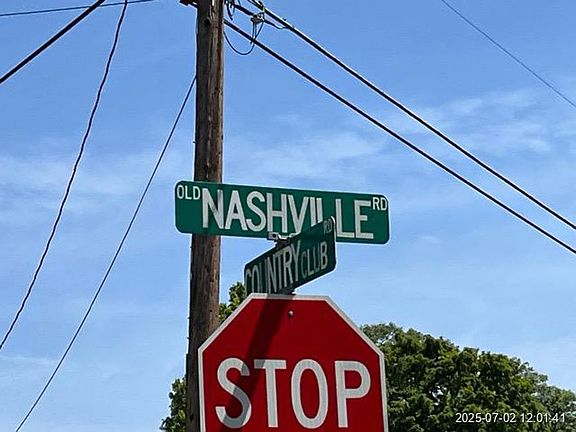 OLD NASHVILLE RD
COUNTRY CLUB RD
STOP
2025-07-02 12:01:41